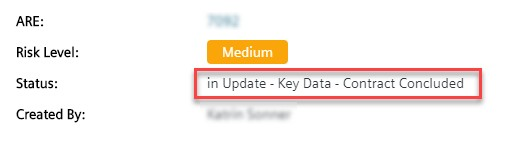 ARE:
Risk Level: Medium
Status: in Update - Key Data - Contract Concluded
Created By: